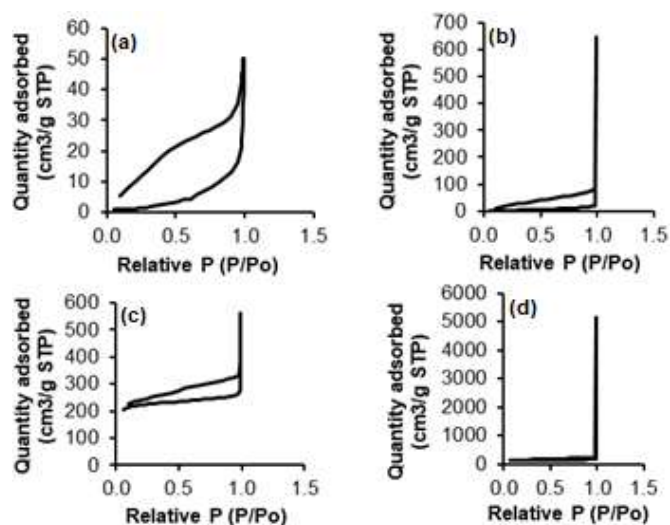 (a)
Quantity adsorbed
(cm3/g STP)
60
50
40
30
20
10
0
0.0 0.5 1.0 1.5
Relative P (P/Po)
(b)
Quantity adsorbed
(cm3/g STP)
700
600
500
400
300
200
100
0
0.0 0.5 1.0 1.5
Relative P (P/Po)
(c)
Quantity adsorbed
(cm3/g STP)
600
500
400
300
200
100
0
0.0 0.5 1.0 1.5
Relative P (P/Po)
(d)
Quantity adsorbed
(cm3/g STP)
6000
5000
4000
3000
2000
1000
0
0.0 0.5 1.0 1.5
Relative P (P/Po)